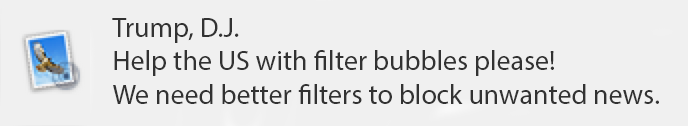 Trump, D.J.
Help the US with filter bubbles please!
We need better filters to block unwanted news.